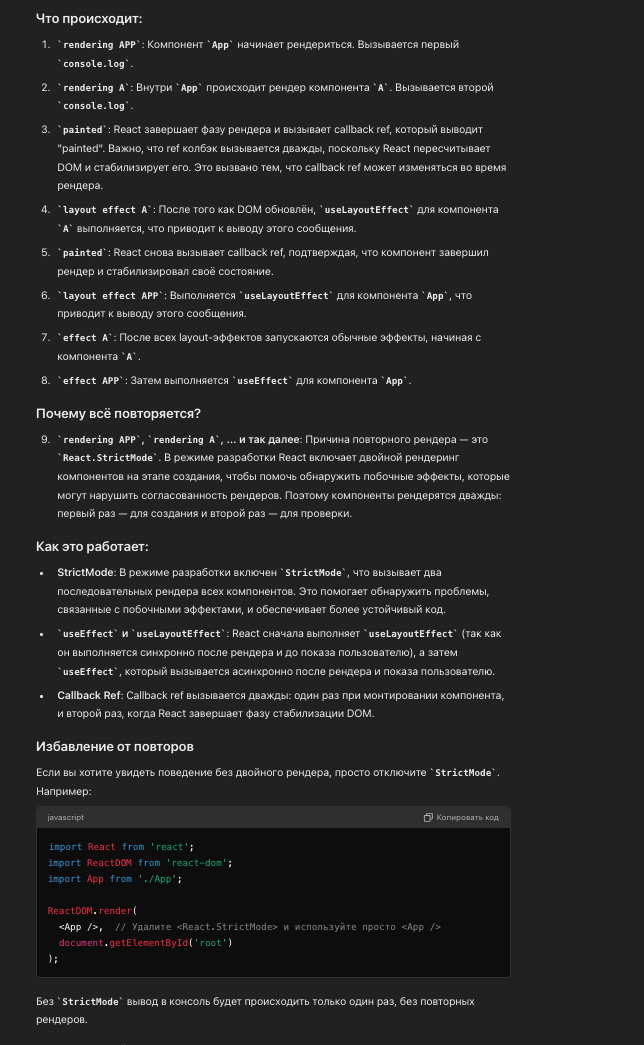 Что происходит:
1. `rendering APP`: Компонент `App` начинает рендериться. Вызывается первый
`console.log`.
2. `rendering A`: Внутри `App` происходит рендер компонента `A`. Вызывается второй
`console.log`.
3. `painted`: React завершает фазу рендера и вызывает callback ref, который выводит
"painted". Важно, что ref колбэк вызывается дважды, поскольку React пересчитывает
DOM и стабилизирует его. Это вызвано тем, что callback ref может изменяться во время
рендера.
4. `layout effect A`: После того как DOM обновлён, `useLayoutEffect` для компонента
`A` выполняется, что приводит к выводу этого сообщения.
5. `painted`: React снова вызывает callback ref, подтверждая, что компонент завершил
рендер и стабилизировал своё состояние.
6. `layout effect APP`: Выполняется `useLayoutEffect` для компонента `App`, что
приводит к выводу этого сообщения.
7. `effect A`: После всех layout-эффектов запускаются обычные эффекты, начиная с
компонента `A`.
8. `effect APP`: Затем выполняется `useEffect` для компонента `App`.
Почему всё повторяется?
9. `rendering APP`, `rendering A`, ... и так далее: Причина повторного рендера — это
`React.StrictMode`. В режиме разработки React включает двойной рендеринг
компонентов на этапе создания, чтобы помочь обнаружить побочные эффекты, которые
могут нарушить согласованность рендеров. Поэтому компоненты рендерятся дважды:
первый раз — для создания и второй раз — для проверки.
Как это работает:
• StrictMode: В режиме разработки включен `StrictMode`, что вызывает два
последовательных рендера всех компонентов. Это помогает обнаружить проблемы,
связанные с побочными эффектами, и обеспечивает более устойчивый код.
• `useEffect` и `useLayoutEffect`: React сначала выполняет `useLayoutEffect` (так как
он выполняется синхронно после рендера и до показа пользователю), а затем
`useEffect`, который вызывается асинхронно после рендера и показа пользователю.
• Callback Ref: Callback ref вызывается дважды: один раз при монтировании компонента,
и второй раз, когда React завершает фазу стабилизации DOM.
Избавление от повторов
Если вы хотите увидеть поведение без двойного рендера, просто отключите `StrictMode`.
Например:
javascript Копировать код
import React from 'react';
import ReactDOM from 'react-dom';
import App from './App';
ReactDOM.render(
<App />, // Удалите <React.StrictMode> и используйте просто <App />
document.getElementById('root')
);
Без `StrictMode` вывод в консоль будет происходить только один раз, без повторных
рендеров.